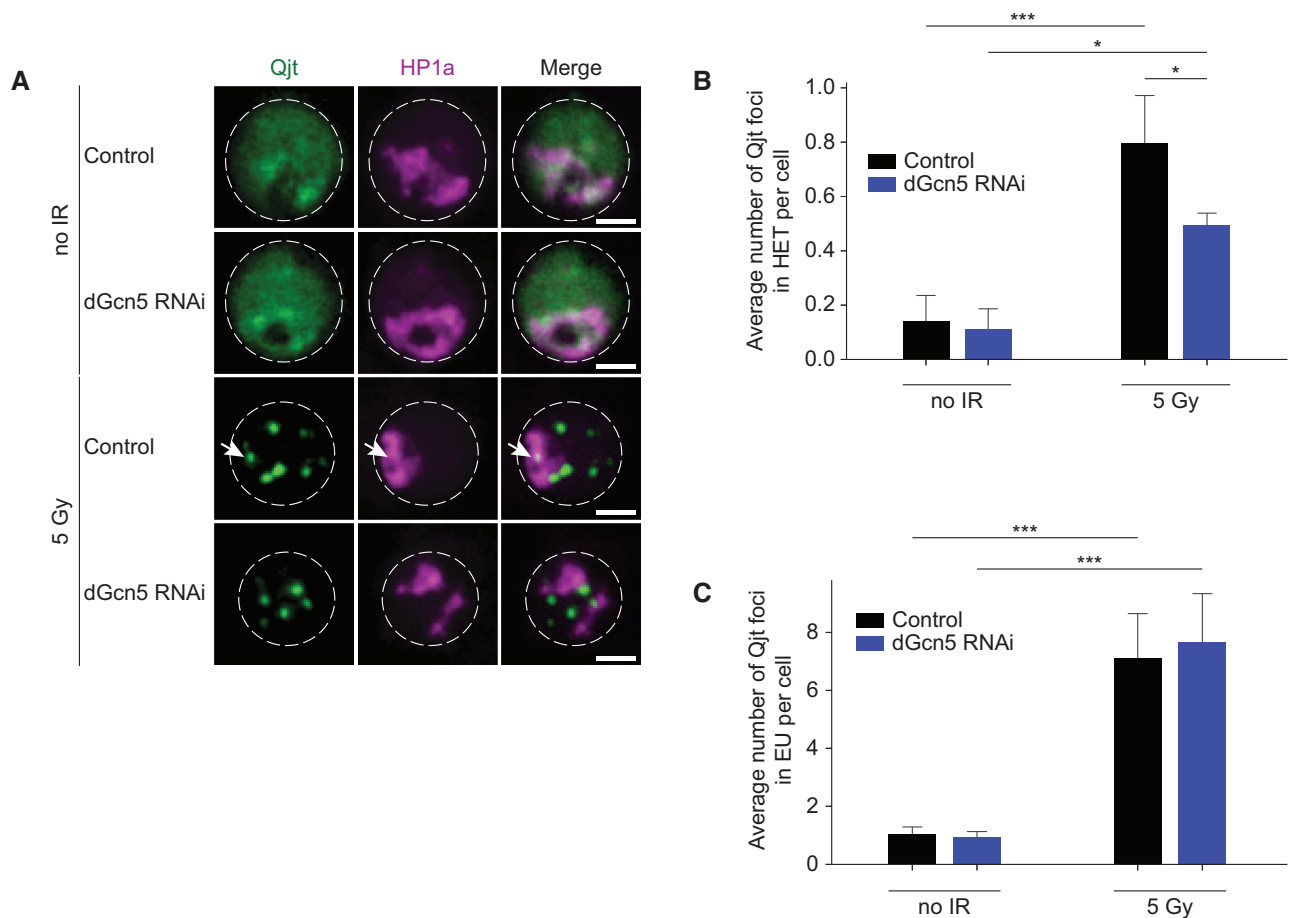 A
Qjt
HP1a
Merge
no IR
Control
dGcn5 RNAi
5 Gy
Control
dGcn5 RNAi
B
***
*
*
Average number of Qjt foci
in HET per cell
1.0
0.8
0.6
0.4
0.2
0.0
Control
dGcn5 RNAi
no IR
5 Gy
C
***
***
Average number of Qjt foci
in EU per cell
8
6
4
2
0
Control
dGcn5 RNAi
no IR
5 Gy